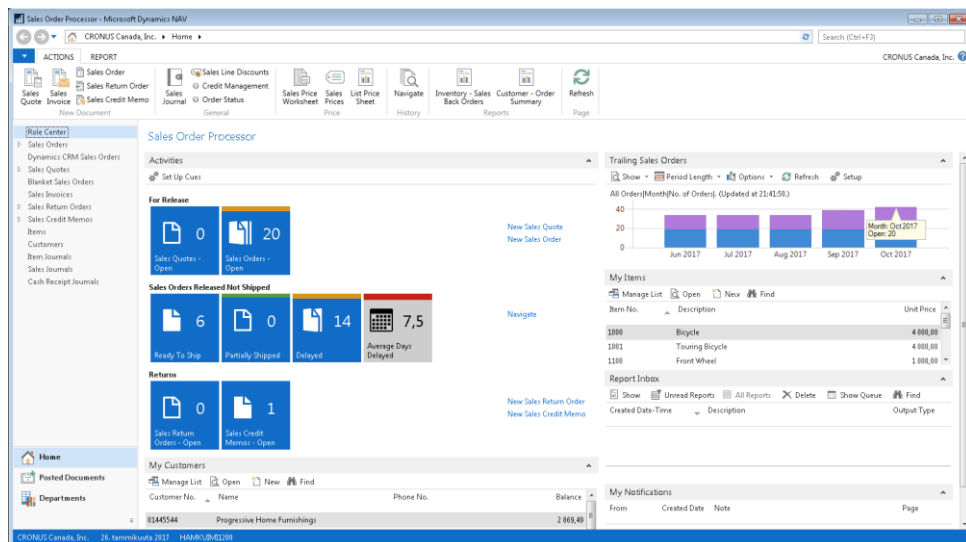 Sales Order Processor - Microsoft Dynamics NAV
CRONUS Canada, Inc. ▸ Home ▸
Search (Ctrl+F3)
ACTIONS REPORT
CRONUS Canada, Inc.
Sales Quote
Sales Invoice
Sales Order
Sales Return Order
Sales Credit Memo
New Document
Sales Journal
Sales Line Discounts
Credit Management
Order Status
General
Sales Price Worksheet
Sales Prices
List Price Sheet
Price
Navigate
History
Inventory - Sales Back Orders
Customer - Order Summary
Reports
Refresh
Page
Role Center
Sales Orders
Dynamics CRM Sales Orders
Sales Quotes
Blanket Sales Orders
Sales Invoices
Sales Return Orders
Sales Credit Memos
Items
Customers
Item Journals
Sales Journals
Cash Receipt Journals
Home
Posted Documents
Departments
Sales Order Processor
Activities
Set Up Cues
For Release
0
Sales Quotes - Open
20
Sales Orders - Open
New Sales Quote
New Sales Order
Sales Orders Released Not Shipped
6
Ready To Ship
0
Partially Shipped
14
Delayed
7,5
Average Days Delayed
Navigate
Returns
0
Sales Return Orders - Open
1
Sales Credit Memos - Open
New Sales Return Order
New Sales Credit Memo
My Customers
Manage List Open New Find
Customer No. Name Phone No. Balance
01445544 Progressive Home Furnishings 2 869,49
Trailing Sales Orders
Show Period Length Options Refresh Setup
All Orders|Month|No. of Orders|. (Updated at 21:41:58.)
40
20
0
Month: Oct 2017
Open: 20
Jun 2017 Jul 2017 Aug 2017 Sep 2017 Oct 2017
My Items
Manage List Open New Find
Item No. Description Unit Price
1000 Bicycle 4 000,00
1001 Touring Bicycle 4 000,00
1100 Front Wheel 1 000,00
Report Inbox
Show Unread Reports All Reports Delete Show Queue Find
Created Date-Time Description Output Type
My Notifications
From Created Date Note Page
CRONUS Canada, Inc. 26. tammikuuta 2017 HAMKUIMI1200